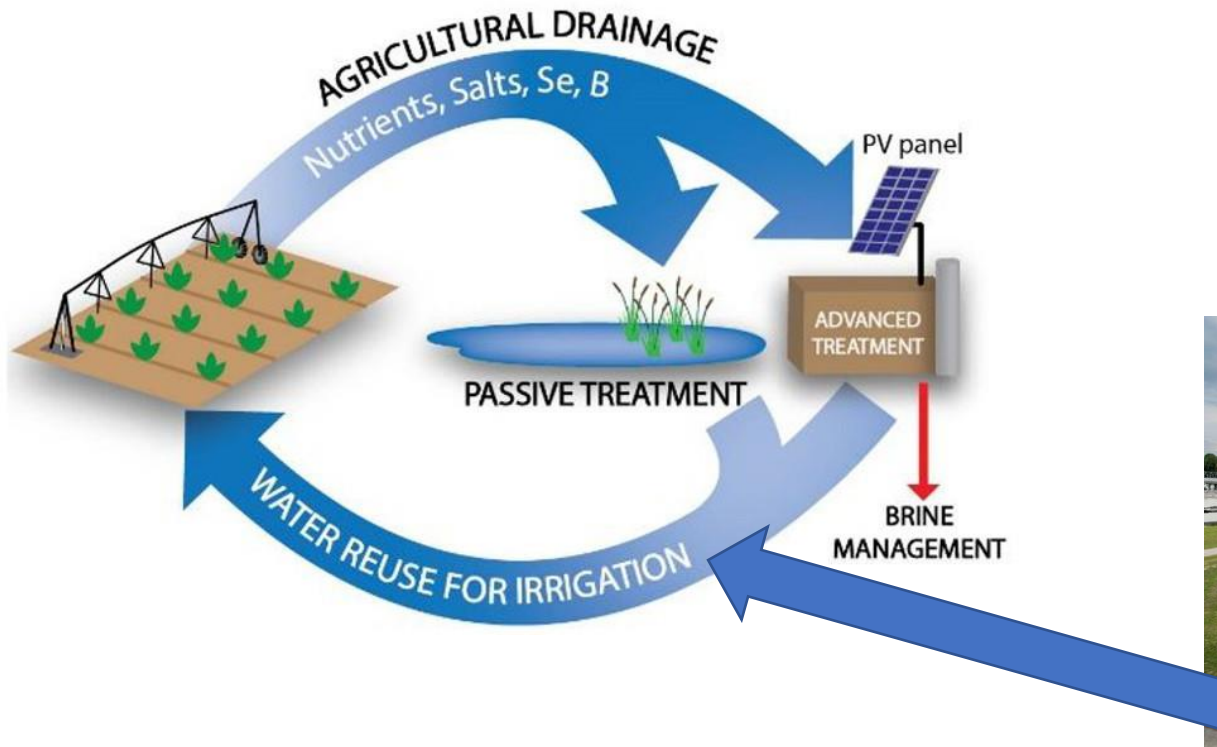 AGRICULTURAL DRAINAGE
Nutrients, Salts, Se, B
PV panel
ADVANCED
TREATMENT
PASSIVE TREATMENT
BRINE
MANAGEMENT
WATER REUSE FOR IRRIGATION